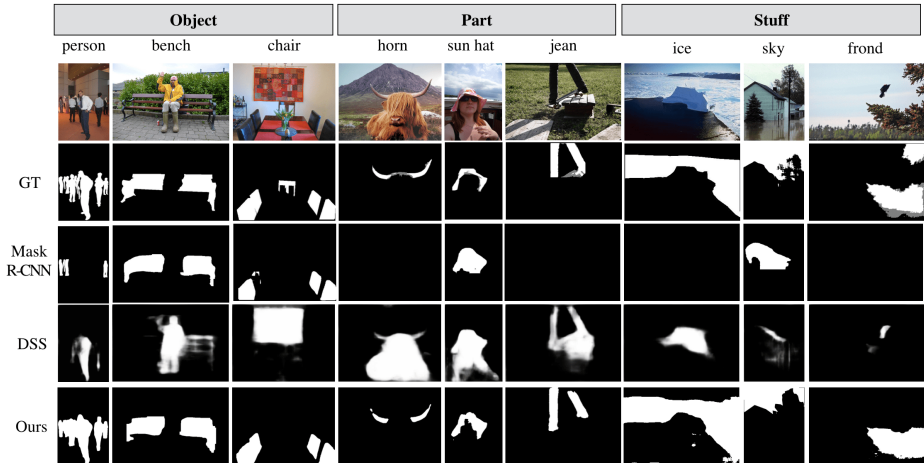 Object Part Stuff
person bench chair horn sun hat jean ice sky frond
GT
Mask
R-CNN
DSS
Ours